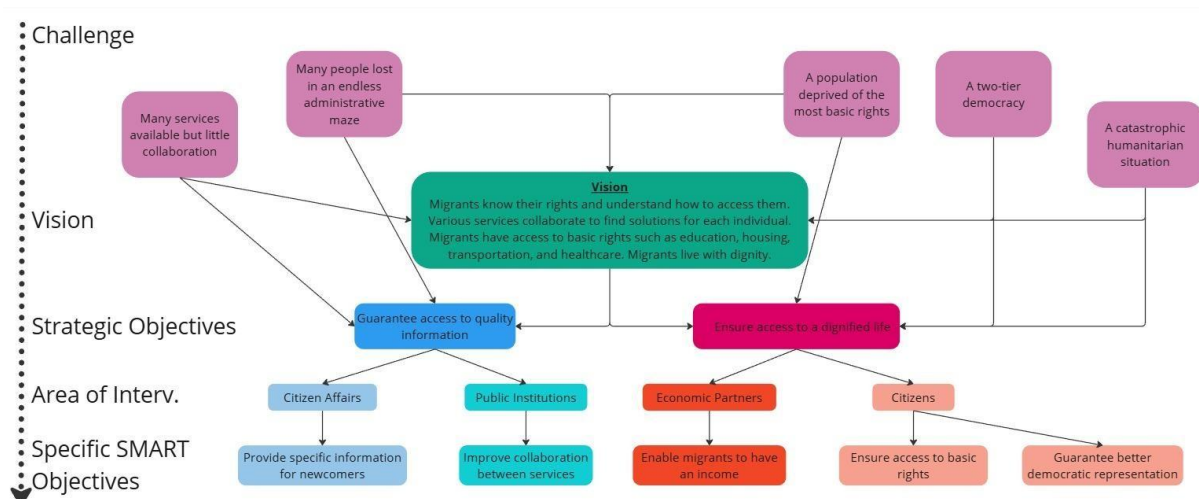 Challenge
Many services
available but little
collaboration
Many people lost
in an endless
administrative
maze
A population
deprived of the
most basic rights
A two-tier
democracy
A catastrophic
humanitarian
situation
Vision
Vision
Migrants know their rights and understand how to access them.
Various services collaborate to find solutions for each individual.
Migrants have access to basic rights such as education, housing,
transportation, and healthcare. Migrants live with dignity.
Strategic Objectives
Guarantee access to quality
information
Ensure access to a dignified life
Area of Interv.
Citizen Affairs
Public Institutions
Economic Partners
Citizens
Specific SMART
Objectives
Provide specific information
for newcomers
Improve collaboration
between services
Enable migrants to have
an income
Ensure access to basic
rights
Guarantee better
democratic representation